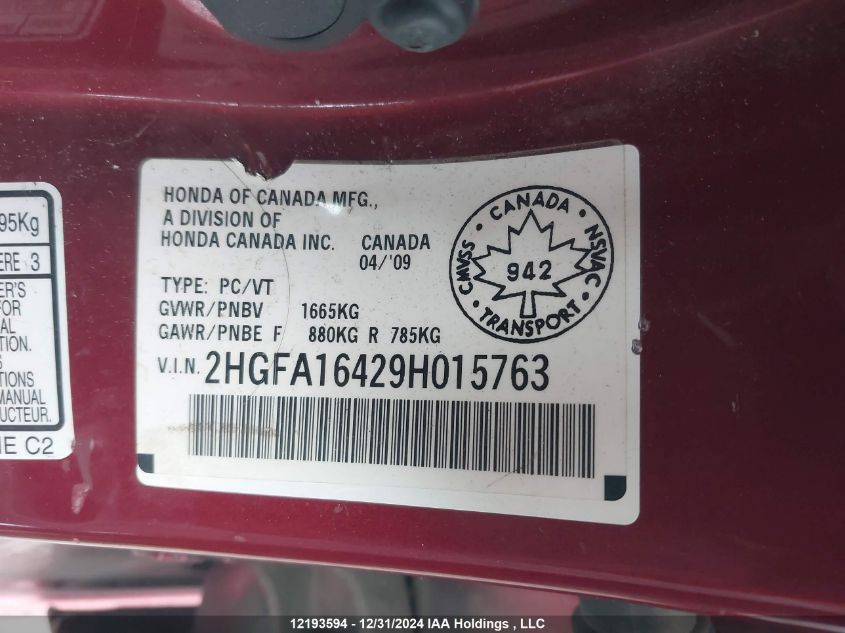 HONDA OF CANADA MFG.,
A DIVISION OF
HONDA CANADA INC. CANADA
04/'09
TYPE: PC/VT
GVWR/PNBV 1665KG
GAWR/PNBE F 880KG R 785KG
V.I.N. 2HGFA16429H015763
CANADA
CMVSS NSVAC
942
TRANSPORT
95Kg
ERE 3
ER'S
FOR
AL
TION.
S
TIONS
MANUAL
UCTEUR.
IE C2
12193594 - 12/31/2024 IAA Holdings , LLC